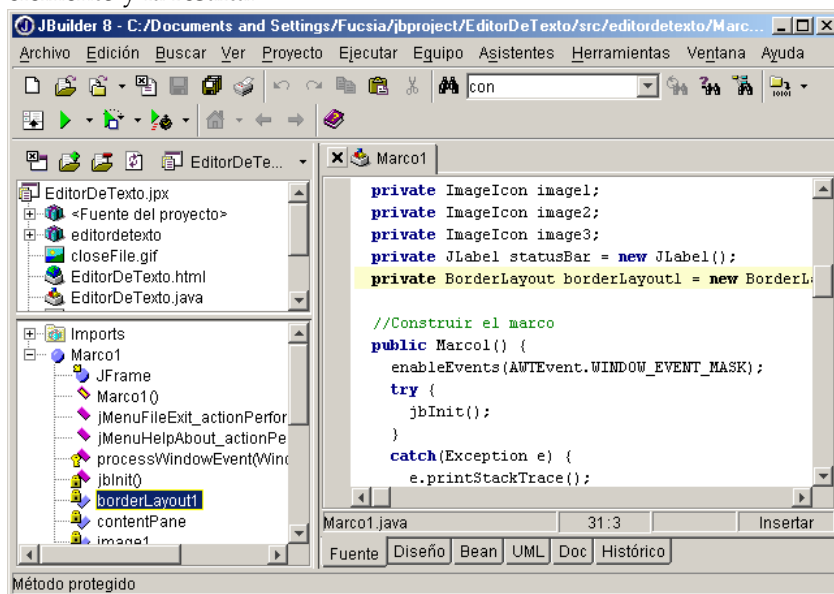 JBuilder 8 - C:/Documents and Settings/Fucsia/jbproject/EditorDeTexto/src/editordetexto/Marc...
Archivo Edición Buscar Ver Proyecto Ejecutar Equipo Asistentes Herramientas Ventana Ayuda
con
EditorDeTe...
Marco1
EditorDeTexto.jpx
<Fuente del proyecto>
editordetexto
closeFile.gif
EditorDeTexto.html
EditorDeTexto.java
Imports
Marco1
JFrame
Marco1()
jMenuFileExit_actionPerfor
jMenuHelpAbout_actionPe
processWindowEvent(Wind
jbInit()
borderLayout1
contentPane
image1
private ImageIcon image1;
private ImageIcon image2;
private ImageIcon image3;
private JLabel statusBar = new JLabel();
private BorderLayout borderLayout1 = new BorderL
//Construir el marco
public Marco1() {
enableEvents(AWTEvent.WINDOW_EVENT_MASK);
try {
jbInit();
}
catch(Exception e) {
e.printStackTrace();
Marco1.java 31:3 Insertar
Fuente Diseño Bean UML Doc Histórico
Método protegido